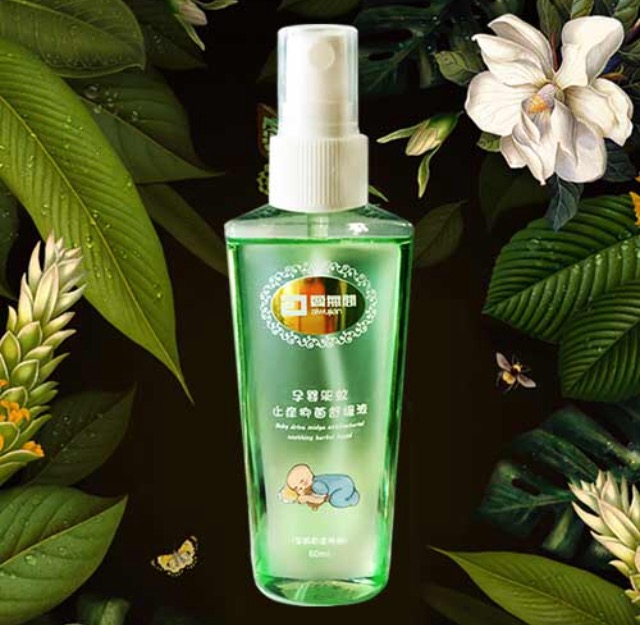 aiwujian
孕婴驱蚊
止痒抑菌舒缓液
Baby drive midge antibacterial
soothing herbal liquid
60ml